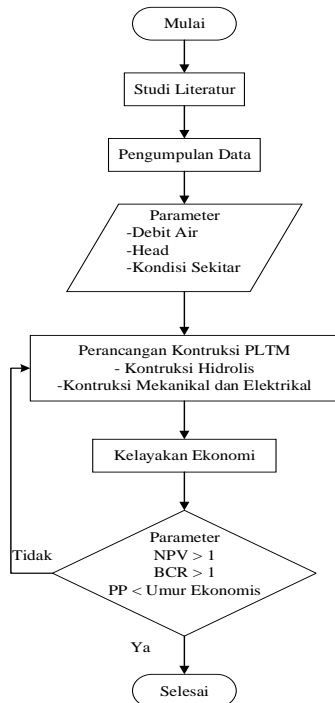 Mulai
Studi Literatur
Pengumpulan Data
Parameter
-Debit Air
-Head
-Kondisi Sekitar
Perancangan Kontruksi PLTM
- Kontruksi Hidrolis
-Kontruksi Mekanikal dan Elektrikal
Kelayakan Ekonomi
Parameter
NPV > 1
BCR > 1
PP < Umur Ekonomis
Tidak
Ya
Selesai